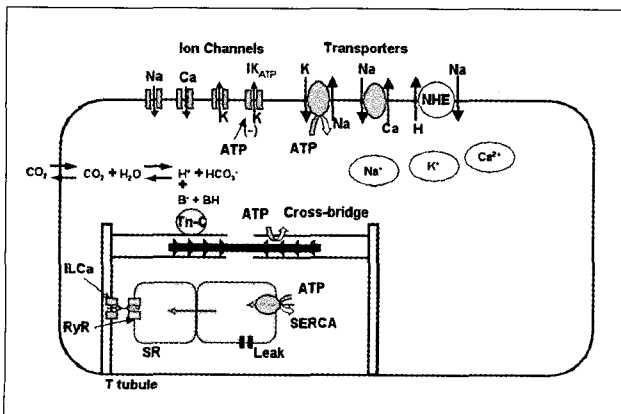 Ion Channels Transporters
Na Ca IK_ATP K Na Na
K K Na Ca H NHE
ATP (-) ATP
CO₂ CO₂ + H₂O H⁺ + HCO₃⁻
+
B⁻ + BH
Na⁺ K⁺ Ca²⁺
Tn-C ATP Cross-bridge
ILCa
ATP
RyR SERCA
SR Leak
T tubule